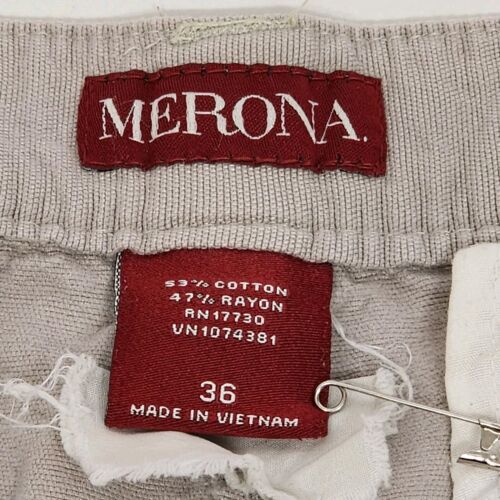 MERONA.
53% COTTON
47% RAYON
RN17730
VN1074381
36
MADE IN VIETNAM